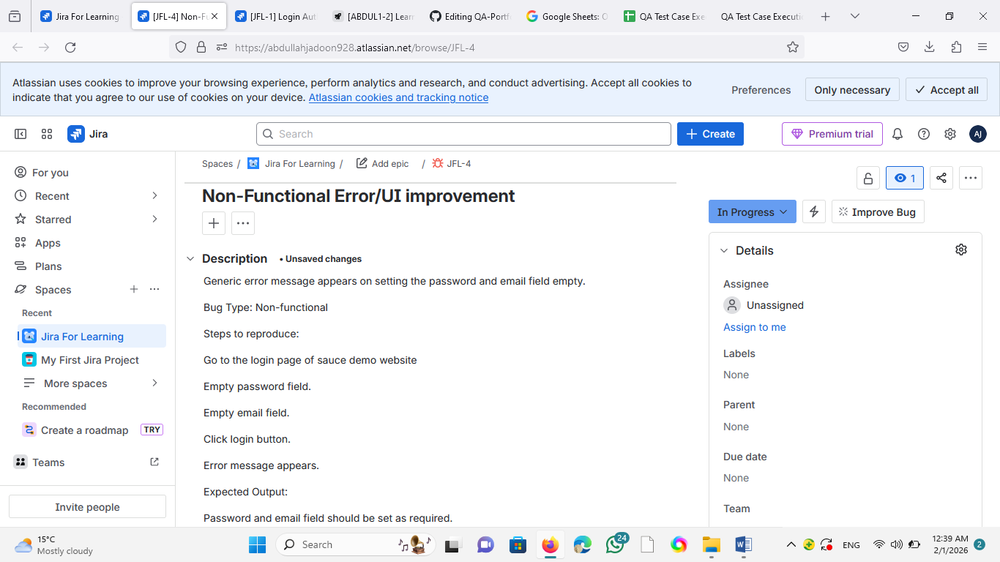 Jira For Learning
[JFL-4] Non-Fu
[JFL-1] Login Aut
[ABDUL1-2] Lear
Editing QA-Portf
Google Sheets: O
QA Test Case Exe
QA Test Case Executi
https://abdullahjadoon928.atlassian.net/browse/JFL-4
Atlassian uses cookies to improve your browsing experience, perform analytics and research, and conduct advertising. Accept all cookies to
indicate that you agree to our use of cookies on your device. Atlassian cookies and tracking notice
Preferences
Only necessary
Accept all
Jira
Search
Create
Premium trial
AJ
For you
Recent
Starred
Apps
Plans
Spaces
Recent
Jira For Learning
My First Jira Project
More spaces
Recommended
Create a roadmap
TRY
Teams
Invite people
Spaces / Jira For Learning / Add epic / JFL-4
Non-Functional Error/UI improvement
Description • Unsaved changes
Generic error message appears on setting the password and email field empty.
Bug Type: Non-functional
Steps to reproduce:
Go to the login page of sauce demo website
Empty password field.
Empty email field.
Click login button.
Error message appears.
Expected Output:
Password and email field should be set as required.
1
In Progress
Improve Bug
Details
Assignee
Unassigned
Assign to me
Labels
None
Parent
None
Due date
None
Team
15°C
Mostly cloudy
Search
24
ENG
12:39 AM
2/1/2026
2